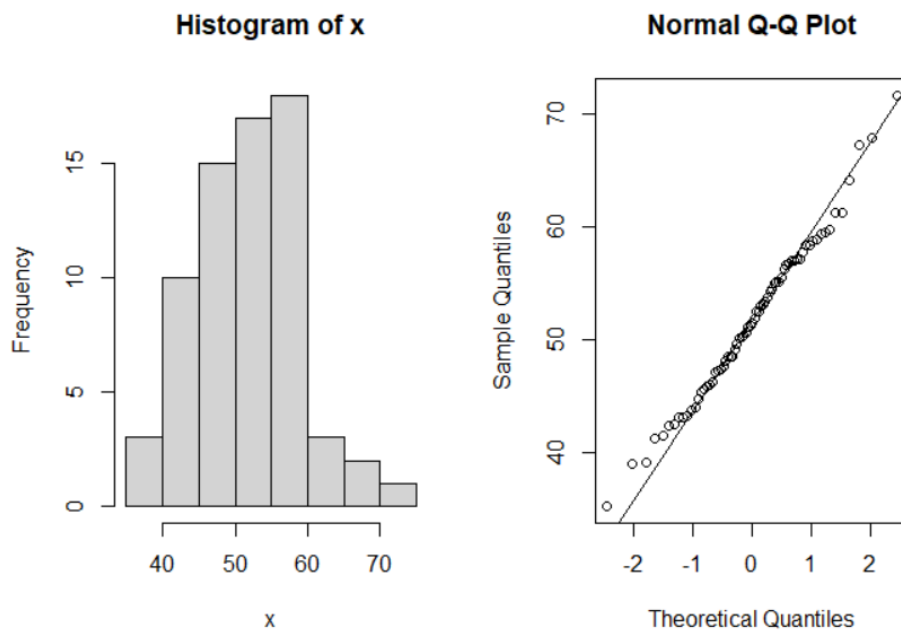 Histogram of x
Frequency
15
10
5
0
40 50 60 70
x
Normal Q-Q Plot
Sample Quantiles
70
60
50
40
-2 -1 0 1 2
Theoretical Quantiles